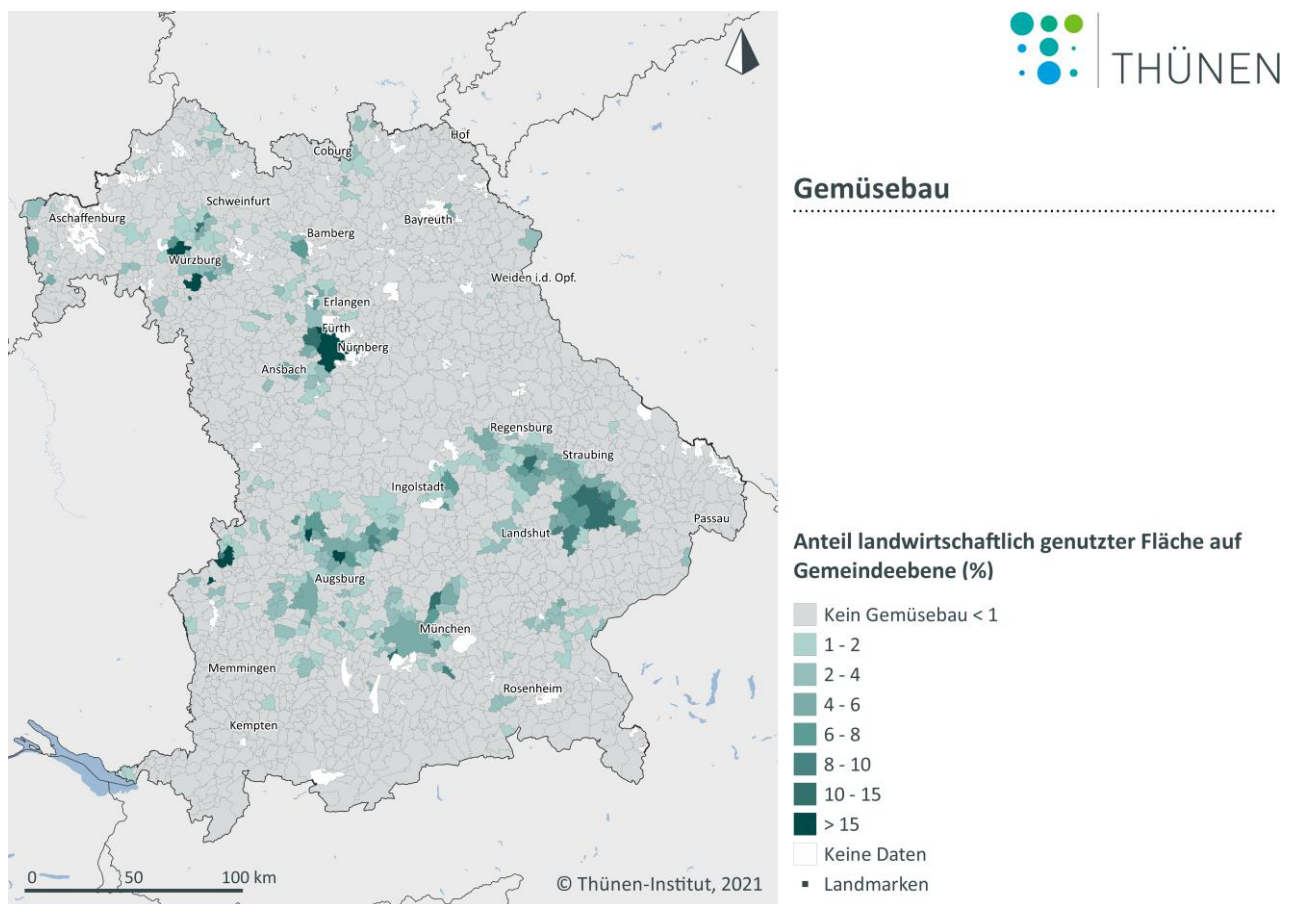 THÜNEN
Gemüsebau
Hof
Coburg
Schweinfurt
Aschaffenburg
Bayreuth
Bamberg
Würzburg
Weiden i.d. Opf.
Erlangen
Fürth
Nürnberg
Ansbach
Regensburg
Straubing
Ingolstadt
Passau
Landshut
Augsburg
München
Memmingen
Rosenheim
Kempten
0 50 100 km
© Thünen-Institut, 2021
Anteil landwirtschaftlich genutzter Fläche auf
Gemeindeebene (%)
Kein Gemüsebau < 1
1 - 2
2 - 4
4 - 6
6 - 8
8 - 10
10 - 15
> 15
Keine Daten
Landmarken